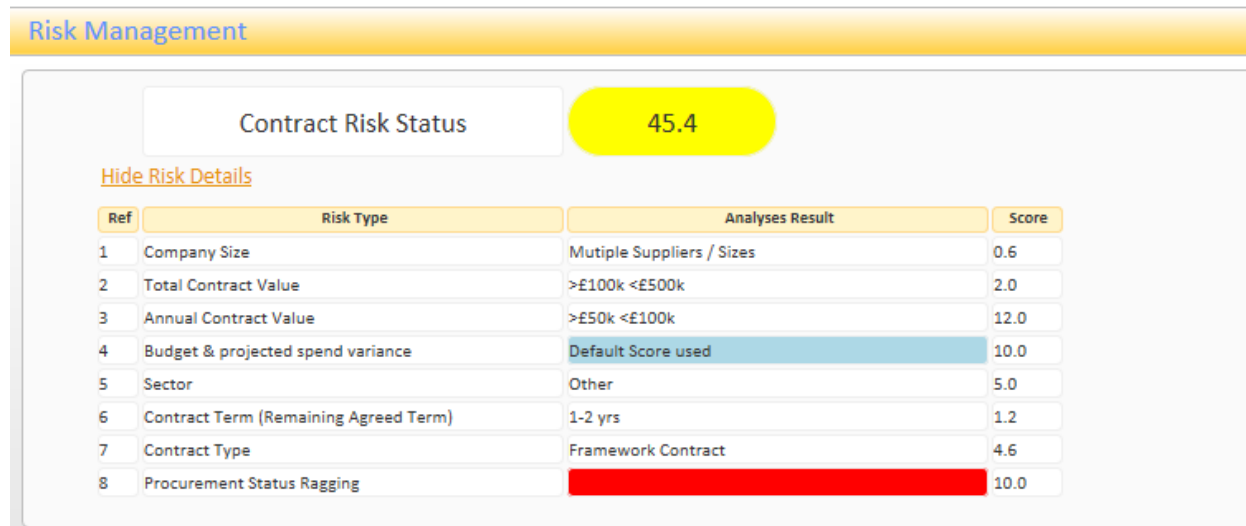 Risk Management
Contract Risk Status 45.4
Hide Risk Details
Ref Risk Type Analyses Result Score
1 Company Size Mutiple Suppliers / Sizes 0.6
2 Total Contract Value >£100k <£500k 2.0
3 Annual Contract Value >£50k <£100k 12.0
4 Budget & projected spend variance Default Score used 10.0
5 Sector Other 5.0
6 Contract Term (Remaining Agreed Term) 1-2 yrs 1.2
7 Contract Type Framework Contract 4.6
8 Procurement Status Ragging 10.0